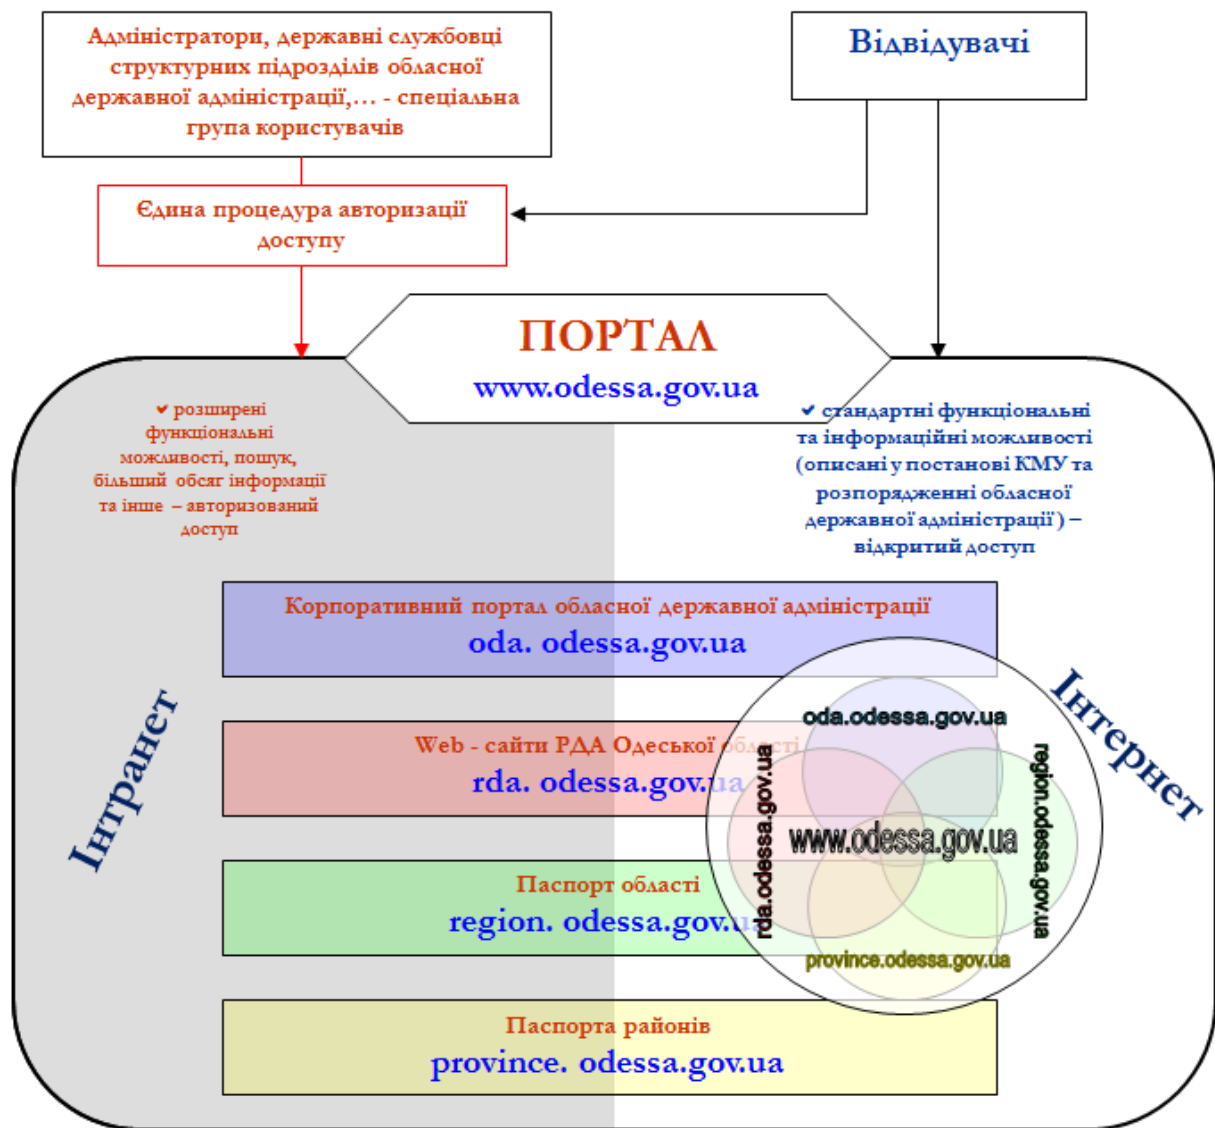 Адміністратори, державні службовці
структурних підрозділів обласної
державної адміністрації,... - спеціальна
група користувачів
Відвідувачі
Єдина процедура авторизації
доступу
ПОРТАЛ
www.odessa.gov.ua
розширені
функціональні
можливості, пошук,
більший обсяг інформації
та інше – авторизований
доступ
стандартні функціональні
та інформаційні можливості
(описані у постанові КМУ та
розпорядженні обласної
державної адміністрації ) –
відкритий доступ
Інтранет
Інтернет
Корпоративний портал обласної державної адміністрації
oda. odessa.gov.ua
Web - сайти РДА Одеської області
rda. odessa.gov.ua
Паспорт області
region. odessa.gov.ua
Паспорта районів
province. odessa.gov.ua
oda.odessa.gov.ua
rda.odessa.gov.ua
www.odessa.gov.ua
region.odessa.gov.ua
province.odessa.gov.ua